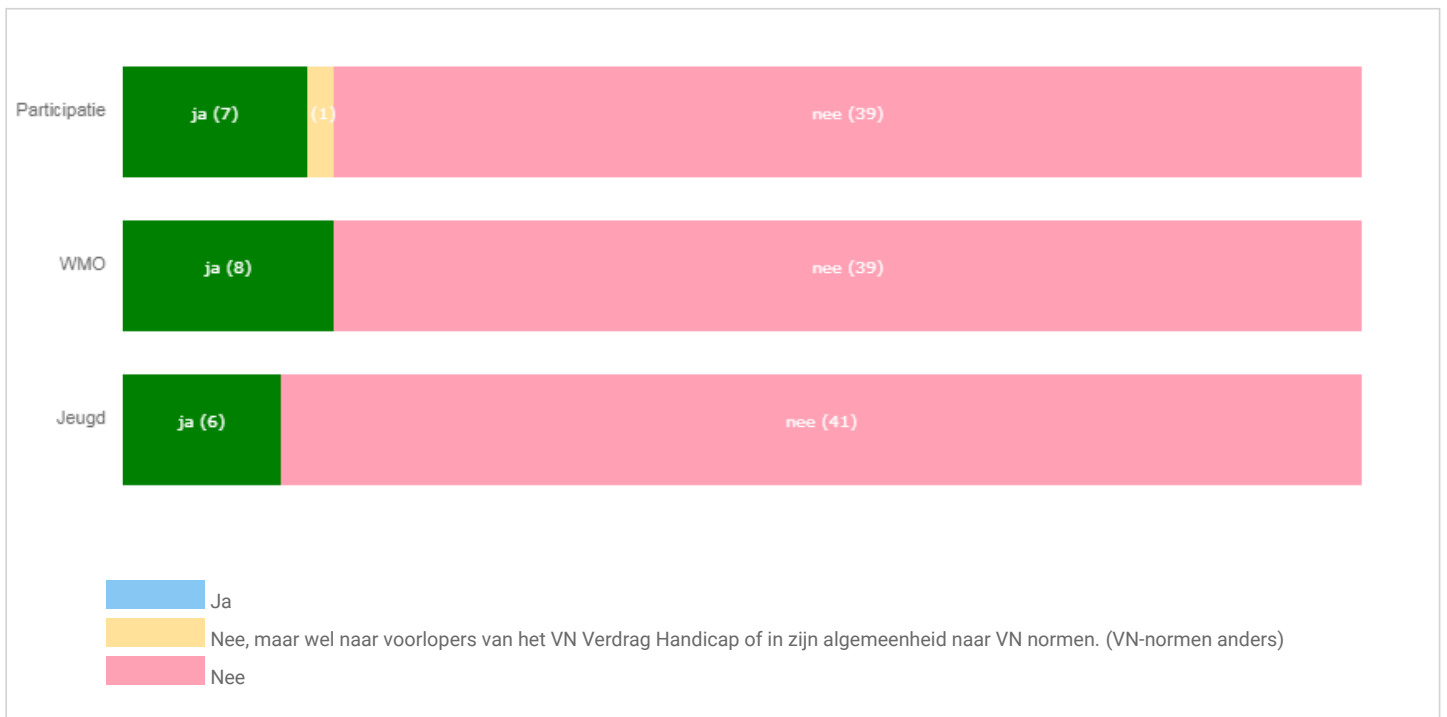 Participatie
ja (7)
(1)
nee (39)
WMO
ja (8)
nee (39)
Jeugd
ja (6)
nee (41)
Ja
Nee, maar wel naar voorlopers van het VN Verdrag Handicap of in zijn algemeenheid naar VN normen. (VN-normen anders)
Nee